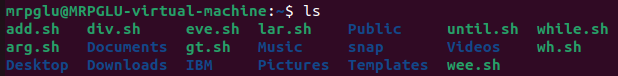 mrpglu@MRPGLU-virtual-machine:~$ ls
add.sh div.sh eve.sh lar.sh Public until.sh while.sh
arg.sh Documents gt.sh Music snap Videos wh.sh
Desktop Downloads IBM Pictures Templates wee.sh